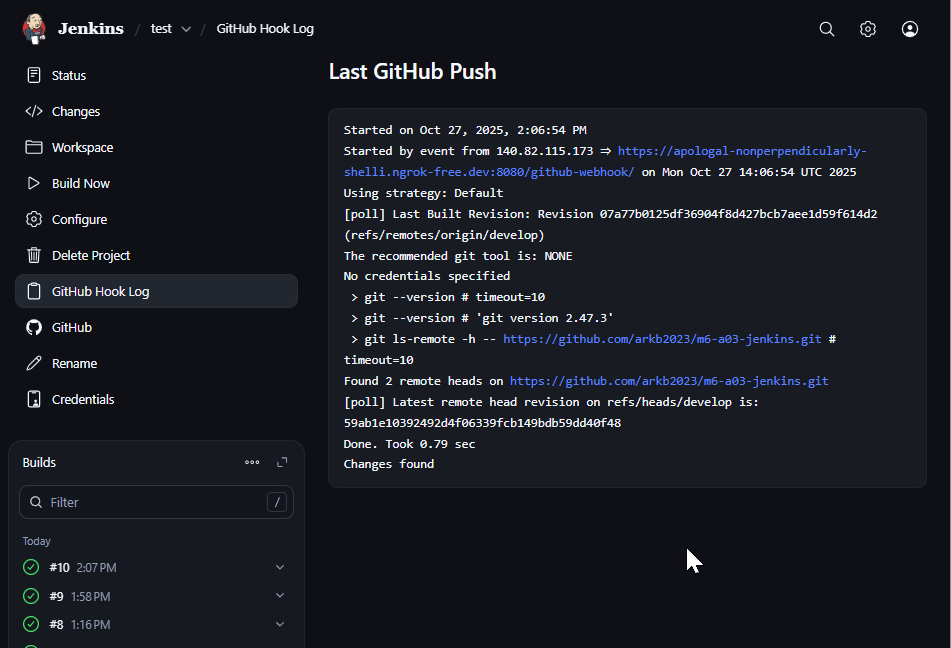 Jenkins / test / GitHub Hook Log
Status
Changes
Workspace
Build Now
Configure
Delete Project
GitHub Hook Log
GitHub
Rename
Credentials
Builds
Filter /
Today
#10 2:07 PM
#9 1:58 PM
#8 1:16 PM
Last GitHub Push
Started on Oct 27, 2025, 2:06:54 PM
Started by event from 140.82.115.173 ⇒ https://apologal-nonperpendicularly-
shelli.ngrok-free.dev:8080/github-webhook/ on Mon Oct 27 14:06:54 UTC 2025
Using strategy: Default
[poll] Last Built Revision: Revision 07a77b0125df36904f8d427bcb7aee1d59f614d2
(refs/remotes/origin/develop)
The recommended git tool is: NONE
No credentials specified
> git --version # timeout=10
> git --version # 'git version 2.47.3'
> git ls-remote -h -- https://github.com/arkb2023/m6-a03-jenkins.git #
timeout=10
Found 2 remote heads on https://github.com/arkb2023/m6-a03-jenkins.git
[poll] Latest remote head revision on refs/heads/develop is:
59ab1e10392492d4f06339fcb149bdb59dd40f48
Done. Took 0.79 sec
Changes found